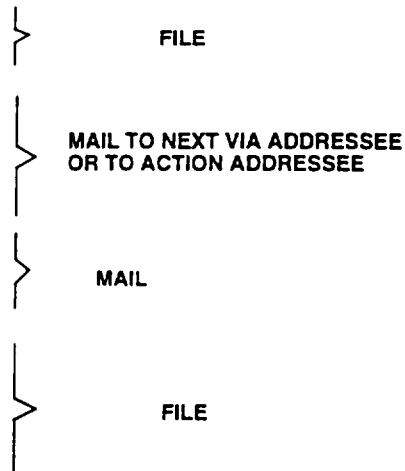 FILE
MAIL TO NEXT VIA ADDRESSEE
OR TO ACTION ADDRESSEE
MAIL
FILE